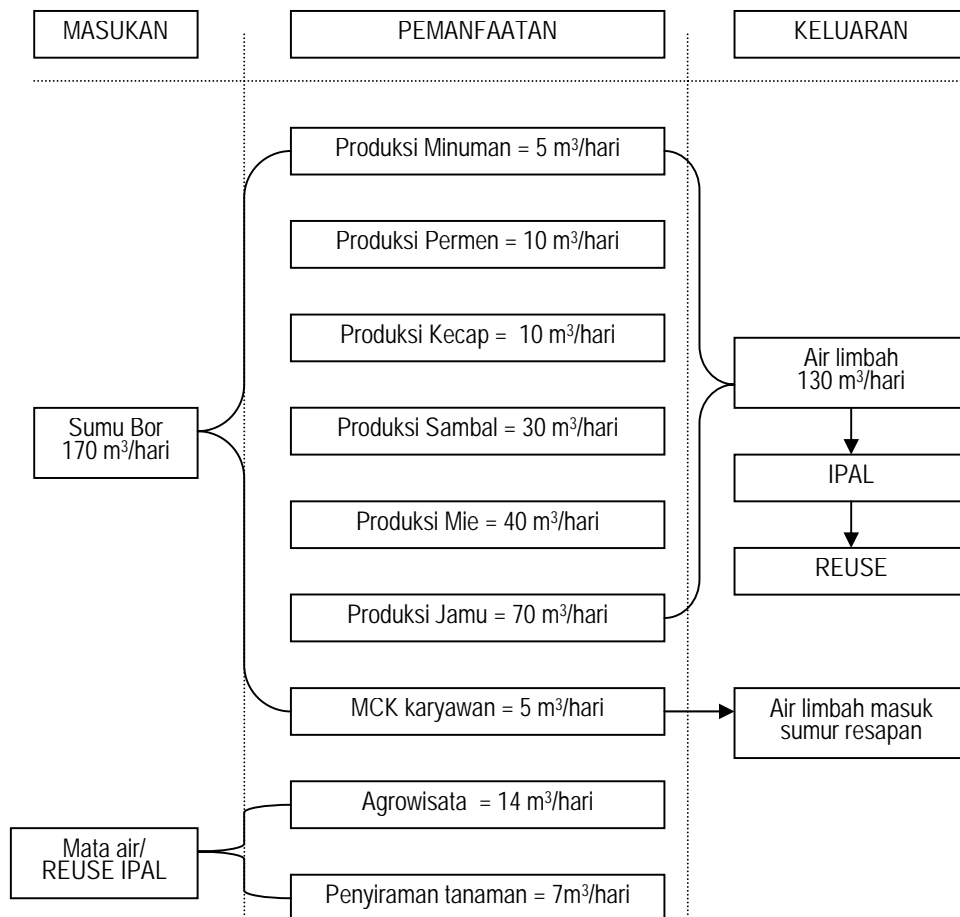 MASUKAN
PEMANFAATAN
KELUARAN
Produksi Minuman = 5 m³/hari
Produksi Permen = 10 m³/hari
Produksi Kecap = 10 m³/hari
Air limbah
130 m³/hari
Sumu Bor
170 m³/hari
Produksi Sambal = 30 m³/hari
IPAL
Produksi Mie = 40 m³/hari
REUSE
Produksi Jamu = 70 m³/hari
MCK karyawan = 5 m³/hari
Air limbah masuk
sumur resapan
Agrowisata = 14 m³/hari
Mata air/
REUSE IPAL
Penyiraman tanaman = 7m³/hari